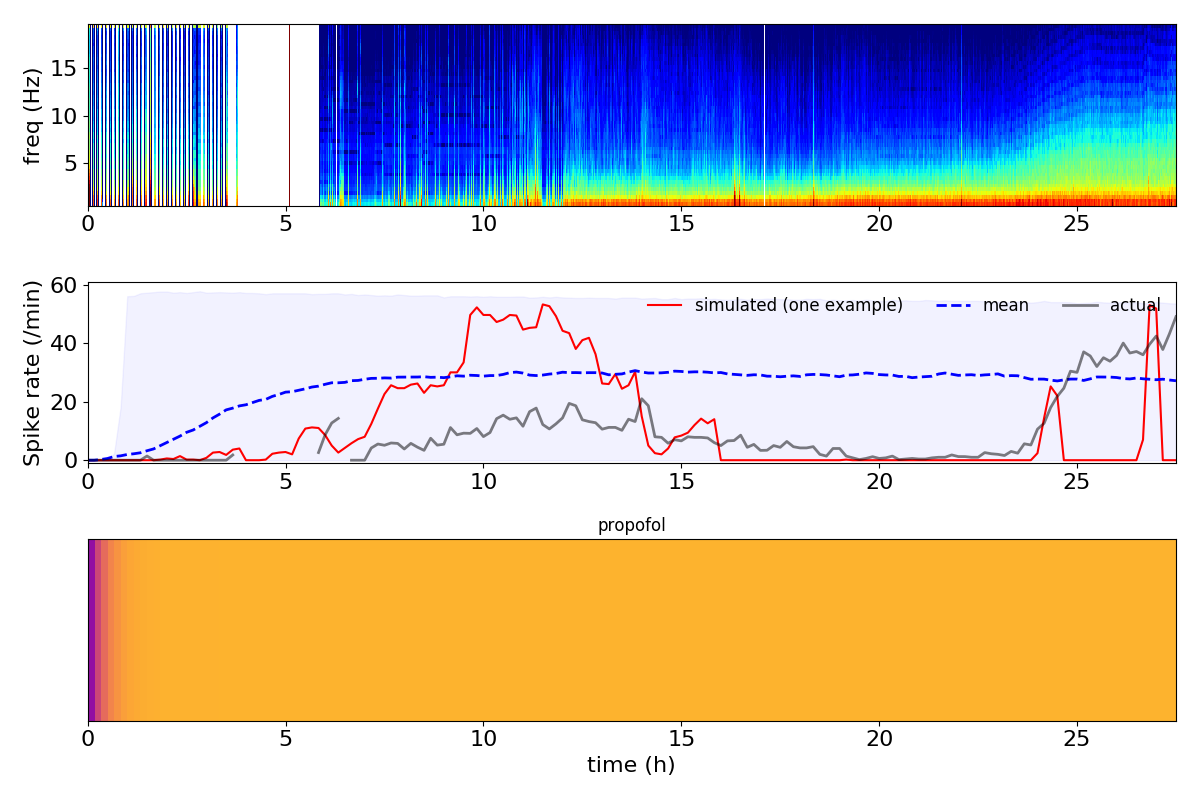 freq (Hz)
15
10
5
0 5 10 15 20 25
Spike rate (/min)
60
40
20
0
simulated (one example) mean actual
0 5 10 15 20 25
propofol
0 5 10 15 20 25
time (h)